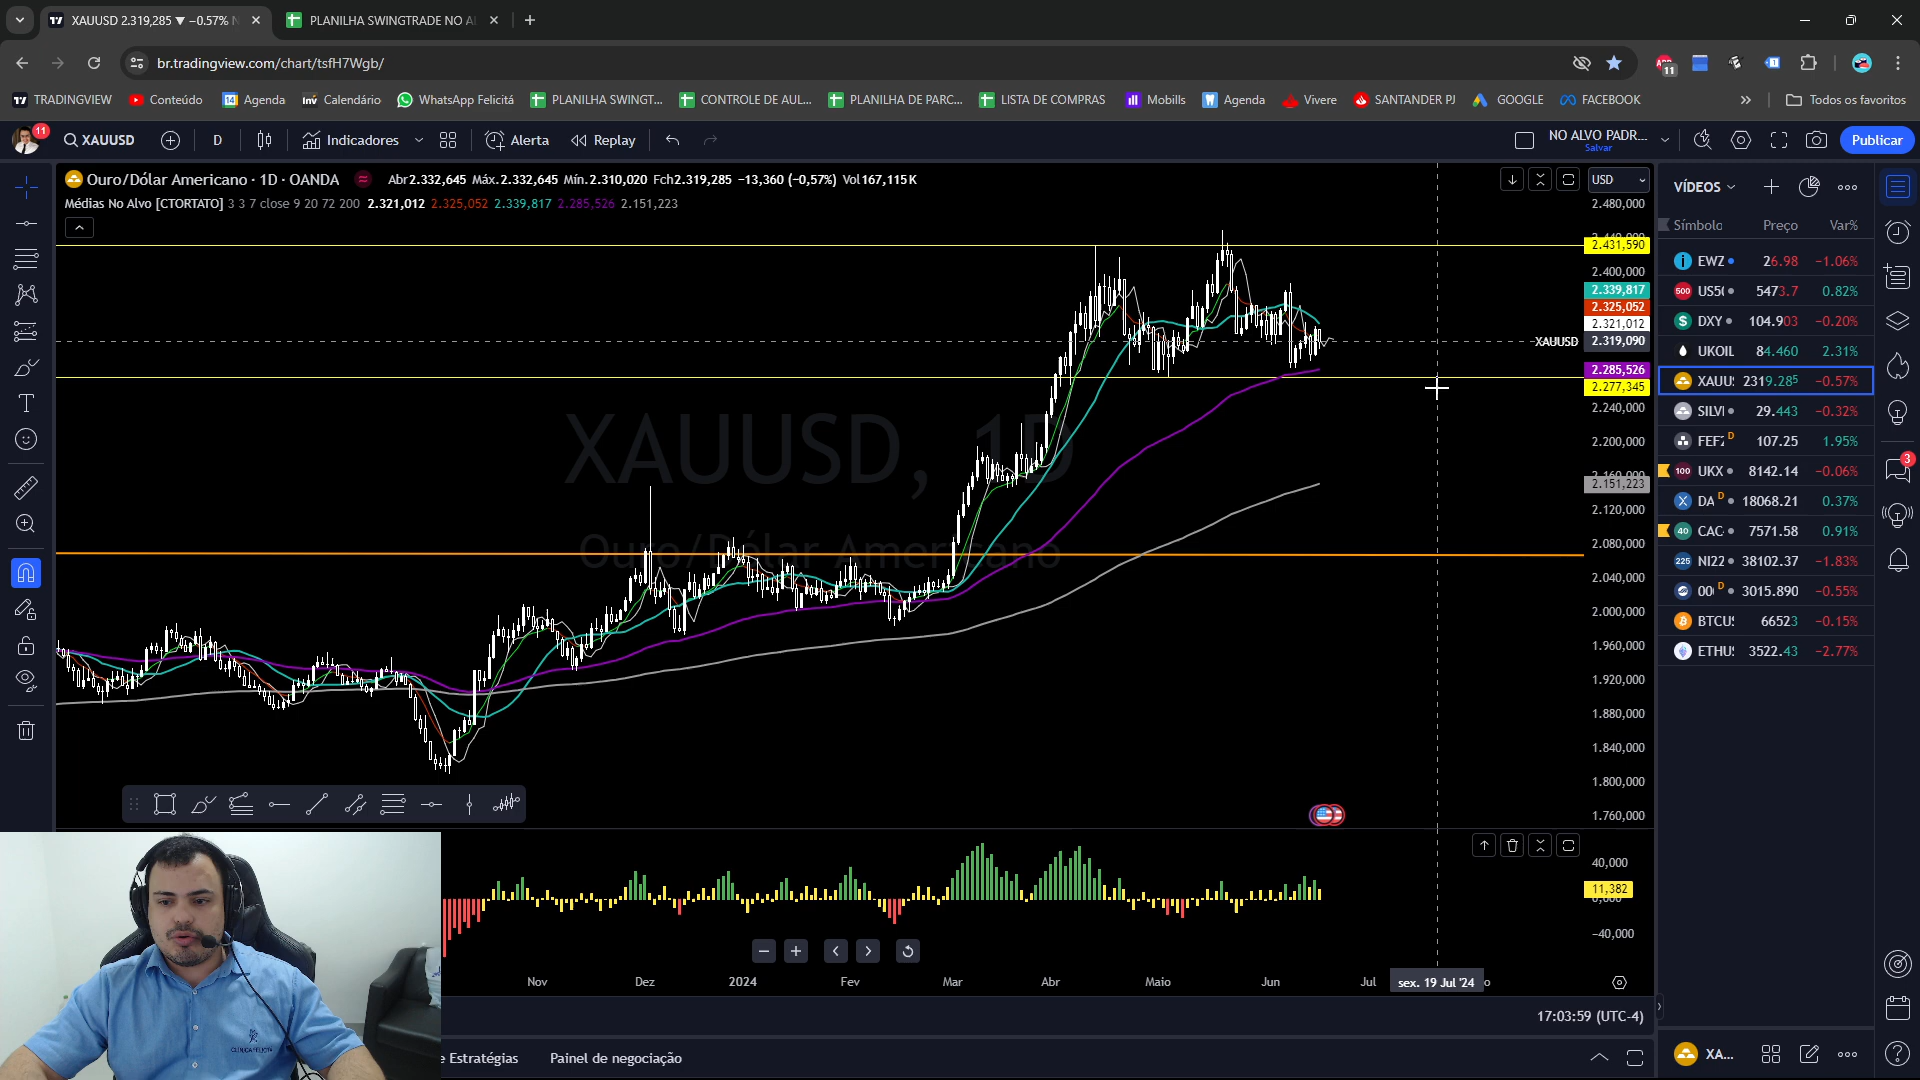 XAUUSD 2.319,285 ▼ −0.57% N
PLANILHA SWINGTRADE NO A
br.tradingview.com/chart/tsfH7Wgb/
11
TRADINGVIEW
Conteúdo
Agenda
Calendário
WhatsApp Felicitá
PLANILHA SWINGT...
CONTROLE DE AUL...
PLANILHA DE PARC...
LISTA DE COMPRAS
Mobills
Agenda
Vivere
SANTANDER PJ
GOOGLE
FACEBOOK
Todos os favoritos
11
XAUUSD
D
Indicadores
Alerta
Replay
NO ALVO PADR...
Salvar
Publicar
Ouro/Dólar Americano · 1D · OANDA
Abr2.332,645 Máx.2.332,645 Mín.2.310,020 Fch2.319,285 −13,360 (−0,57%) Vol167,115K
Médias No Alvo [CTORTATO] 3 3 7 close 9 20 72 200 2.321,012 2.325,052 2.339,817 2.285,526 2.151,223
USD
2.480,000
2.431,590
2.400,000
2.339,817
2.325,052
2.321,012
XAUUSD 2.319,090
2.285,526
2.277,345
2.240,000
2.200,000
2.160,000
2.151,223
2.120,000
2.080,000
2.040,000
2.000,000
1.960,000
1.920,000
1.880,000
1.840,000
1.800,000
1.760,000
XAUUSD, 1D
Ouro/Dólar Americano
40,000
11,382
0,000
−40,000
Nov
Dez
2024
Fev
Mar
Abr
Maio
Jun
Jul
sex. 19 Jul '24
17:03:59 (UTC-4)
e Estratégias
Painel de negociação
VÍDEOS
Símbolo Preço Var%
EWZ 26.98 −1.06%
500 US5( 5473.7 0.82%
DXY 104.903 −0.20%
UKOIL 84.460 2.31%
XAU 2319.285 −0.57%
SILV 29.443 −0.32%
FEF D 107.25 1.95%
100 UKX 8142.14 −0.06%
DA D 18068.21 0.37%
40 CAC 7571.58 0.91%
225 NI22 38102.37 −1.83%
00 D 3015.890 −0.55%
BTCU 66523 −0.15%
ETHU 3522.43 −2.77%
3
XA...